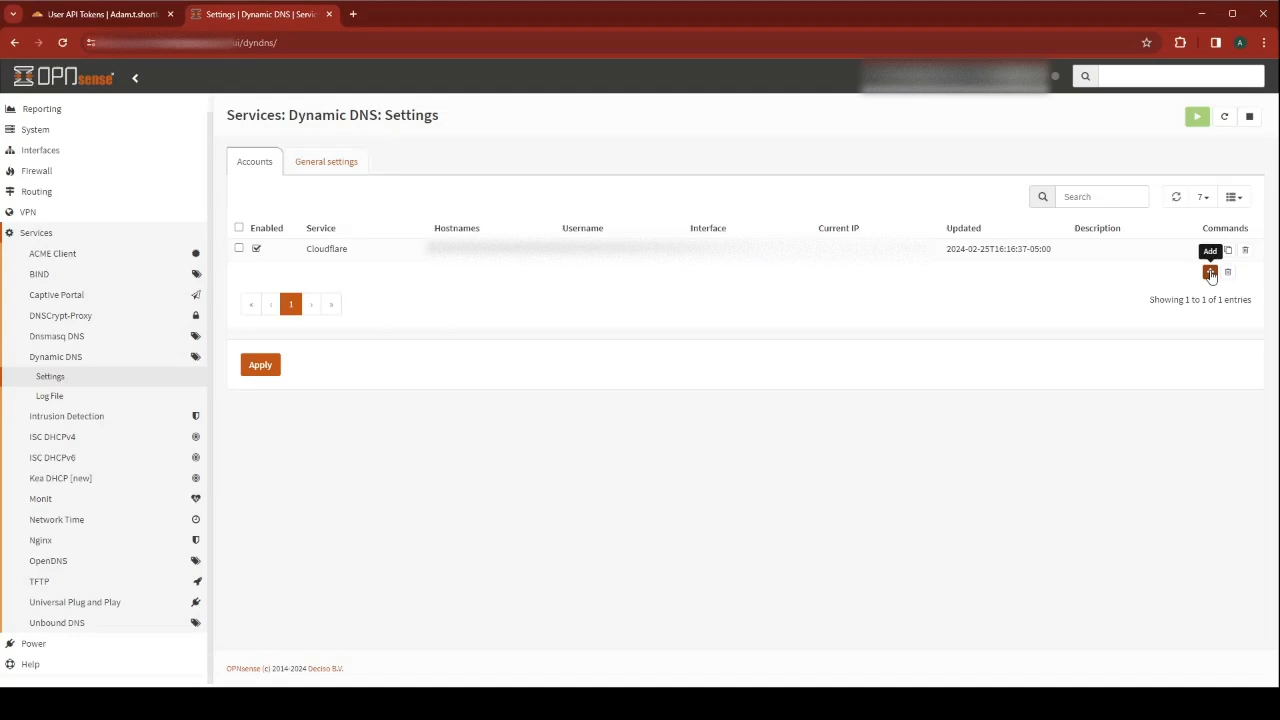 User API Tokens | Adam.t.short
Settings | Dynamic DNS | Servic
ui/dyndns/
A
OPNsense
Reporting
System
Interfaces
Firewall
Routing
VPN
Services
ACME Client
BIND
Captive Portal
DNSCrypt-Proxy
Dnsmasq DNS
Dynamic DNS
Settings
Log File
Intrusion Detection
ISC DHCPv4
ISC DHCPv6
Kea DHCP [new]
Monit
Network Time
Nginx
OpenDNS
TFTP
Universal Plug and Play
Unbound DNS
Power
Help
Services: Dynamic DNS: Settings
Accounts
General settings
Search
7
Enabled Service Hostnames Username Interface Current IP Updated Description Commands
Cloudflare 2024-02-25T16:16:37-05:00
Add
« ‹ 1 › »
Showing 1 to 1 of 1 entries
Apply
OPNsense (c) 2014-2024 Deciso B.V.